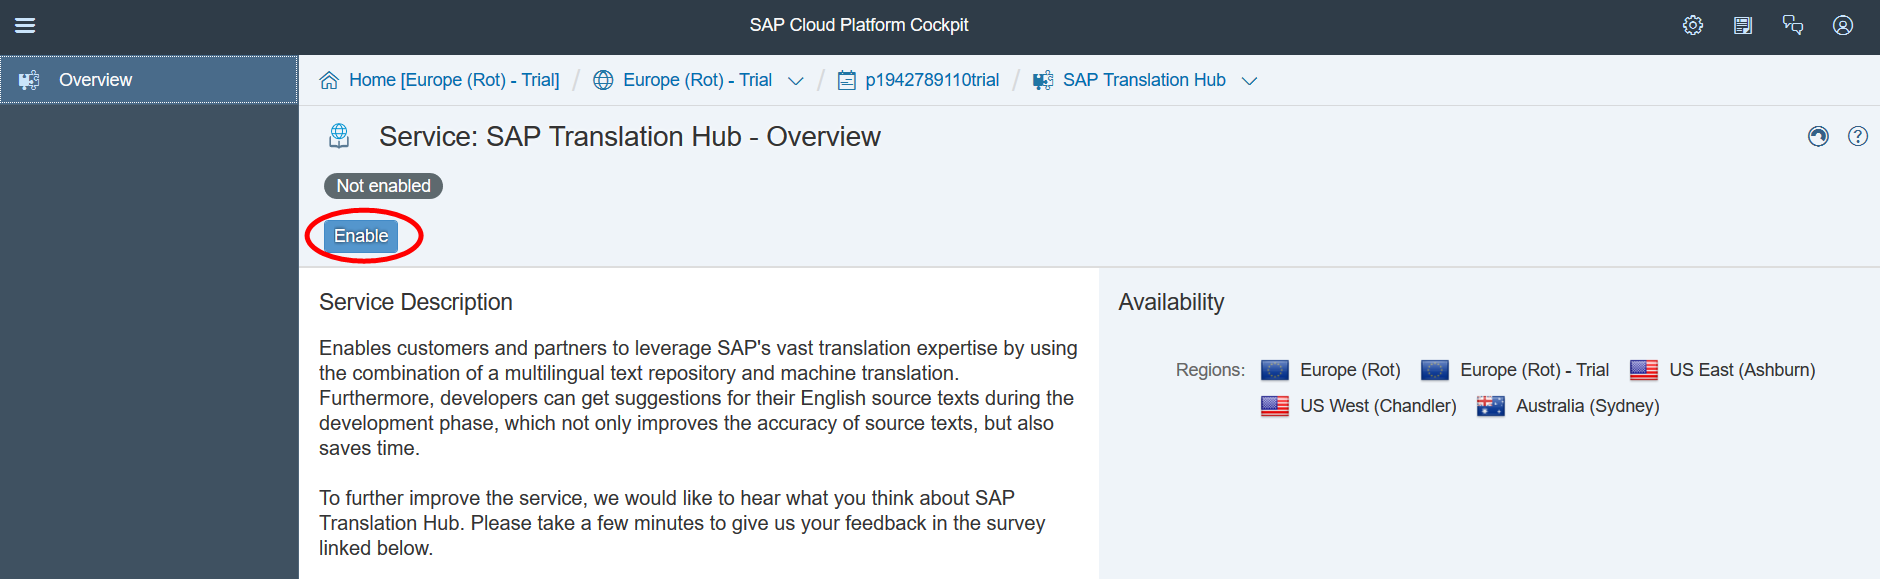 SAP Cloud Platform Cockpit
Overview
Home [Europe (Rot) - Trial] / Europe (Rot) - Trial / p1942789110trial / SAP Translation Hub
Service: SAP Translation Hub - Overview
Not enabled
Enable
Service Description
Enables customers and partners to leverage SAP's vast translation expertise by using
the combination of a multilingual text repository and machine translation.
Furthermore, developers can get suggestions for their English source texts during the
development phase, which not only improves the accuracy of source texts, but also
saves time.
To further improve the service, we would like to hear what you think about SAP
Translation Hub. Please take a few minutes to give us your feedback in the survey
linked below.
Availability
Regions: Europe (Rot) Europe (Rot) - Trial US East (Ashburn)
US West (Chandler) Australia (Sydney)